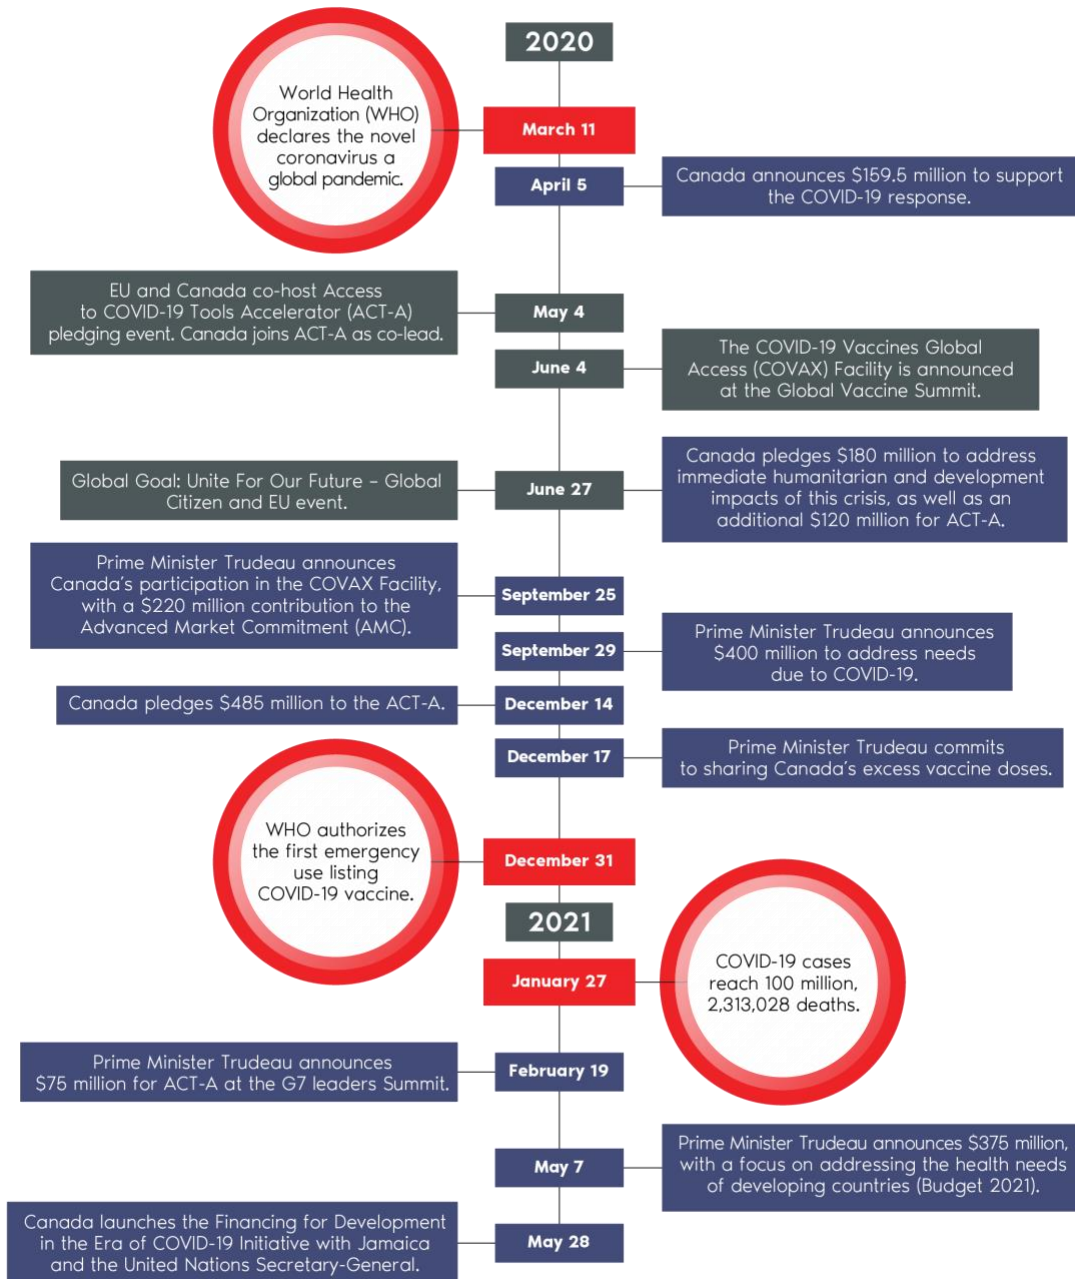 2020
World Health
Organization (WHO)
declares the novel
coronavirus a
global pandemic.
March 11
April 5
Canada announces $159.5 million to support
the COVID-19 response.
EU and Canada co-host Access
to COVID-19 Tools Accelerator (ACT-A)
pledging event. Canada joins ACT-A as co-lead.
May 4
June 4
The COVID-19 Vaccines Global
Access (COVAX) Facility is announced
at the Global Vaccine Summit.
Global Goal: Unite For Our Future – Global
Citizen and EU event.
June 27
Canada pledges $180 million to address
immediate humanitarian and development
impacts of this crisis, as well as an
additional $120 million for ACT-A.
Prime Minister Trudeau announces
Canada's participation in the COVAX Facility,
with a $220 million contribution to the
Advanced Market Commitment (AMC).
September 25
September 29
Prime Minister Trudeau announces
$400 million to address needs
due to COVID-19.
Canada pledges $485 million to the ACT-A.
December 14
December 17
Prime Minister Trudeau commits
to sharing Canada's excess vaccine doses.
WHO authorizes
the first emergency
use listing
COVID-19 vaccine.
December 31
2021
January 27
COVID-19 cases
reach 100 million,
2,313,028 deaths.
Prime Minister Trudeau announces
$75 million for ACT-A at the G7 leaders Summit.
February 19
May 7
Prime Minister Trudeau announces $375 million,
with a focus on addressing the health needs
of developing countries (Budget 2021).
Canada launches the Financing for Development
in the Era of COVID-19 Initiative with Jamaica
and the United Nations Secretary-General.
May 28